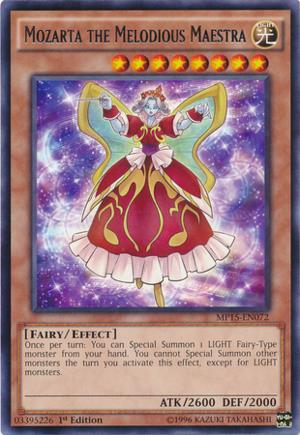 MOZARTA THE MELODIOUS MAESTRA
LIGHT
光
MP15-EN072
[FAIRY/EFFECT]
Once per turn: You can Special Summon 1 LIGHT Fairy-Type
monster from your hand. You cannot Special Summon other
monsters the turn you activate this effect, except for LIGHT
monsters.
ATK/2600 DEF/2000
03395226 1st Edition ©1996 KAZUKI TAKAHASHI